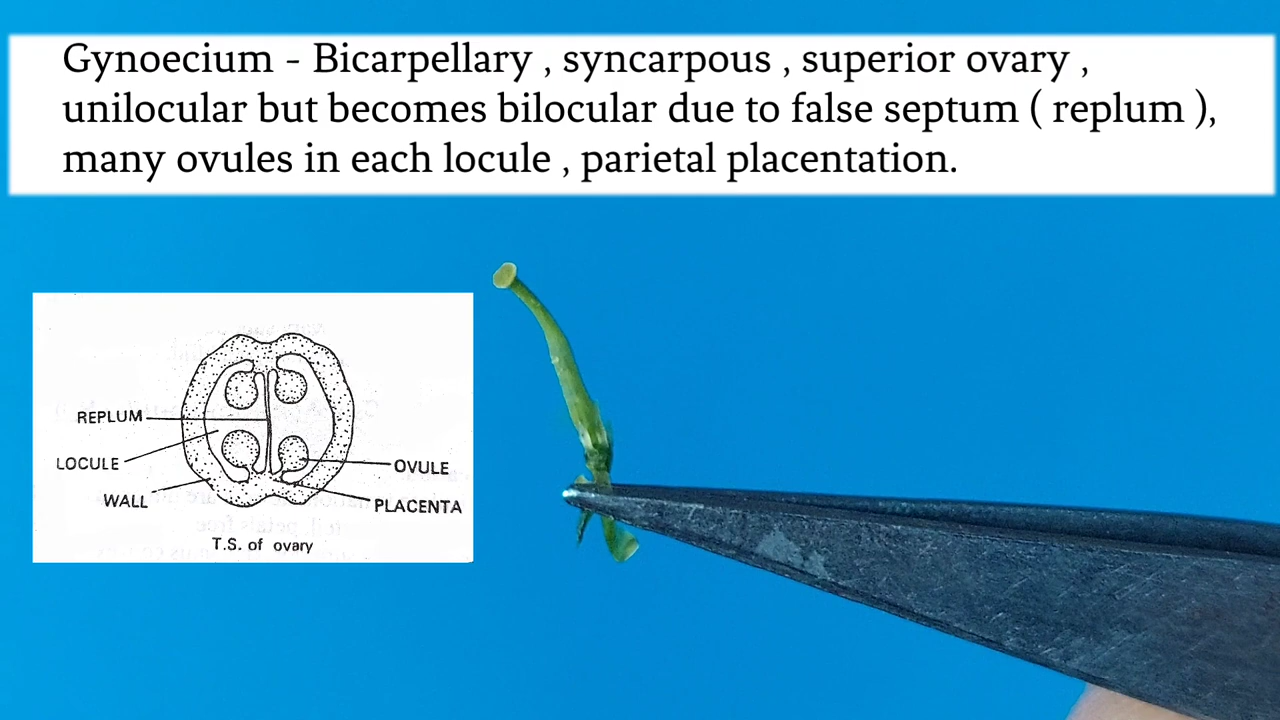 Gynoecium - Bicarpellary , syncarpous , superior ovary ,
unilocular but becomes bilocular due to false septum ( replum ),
many ovules in each locule , parietal placentation.
REPLUM
LOCULE
WALL
OVULE
PLACENTA
T.S. of ovary